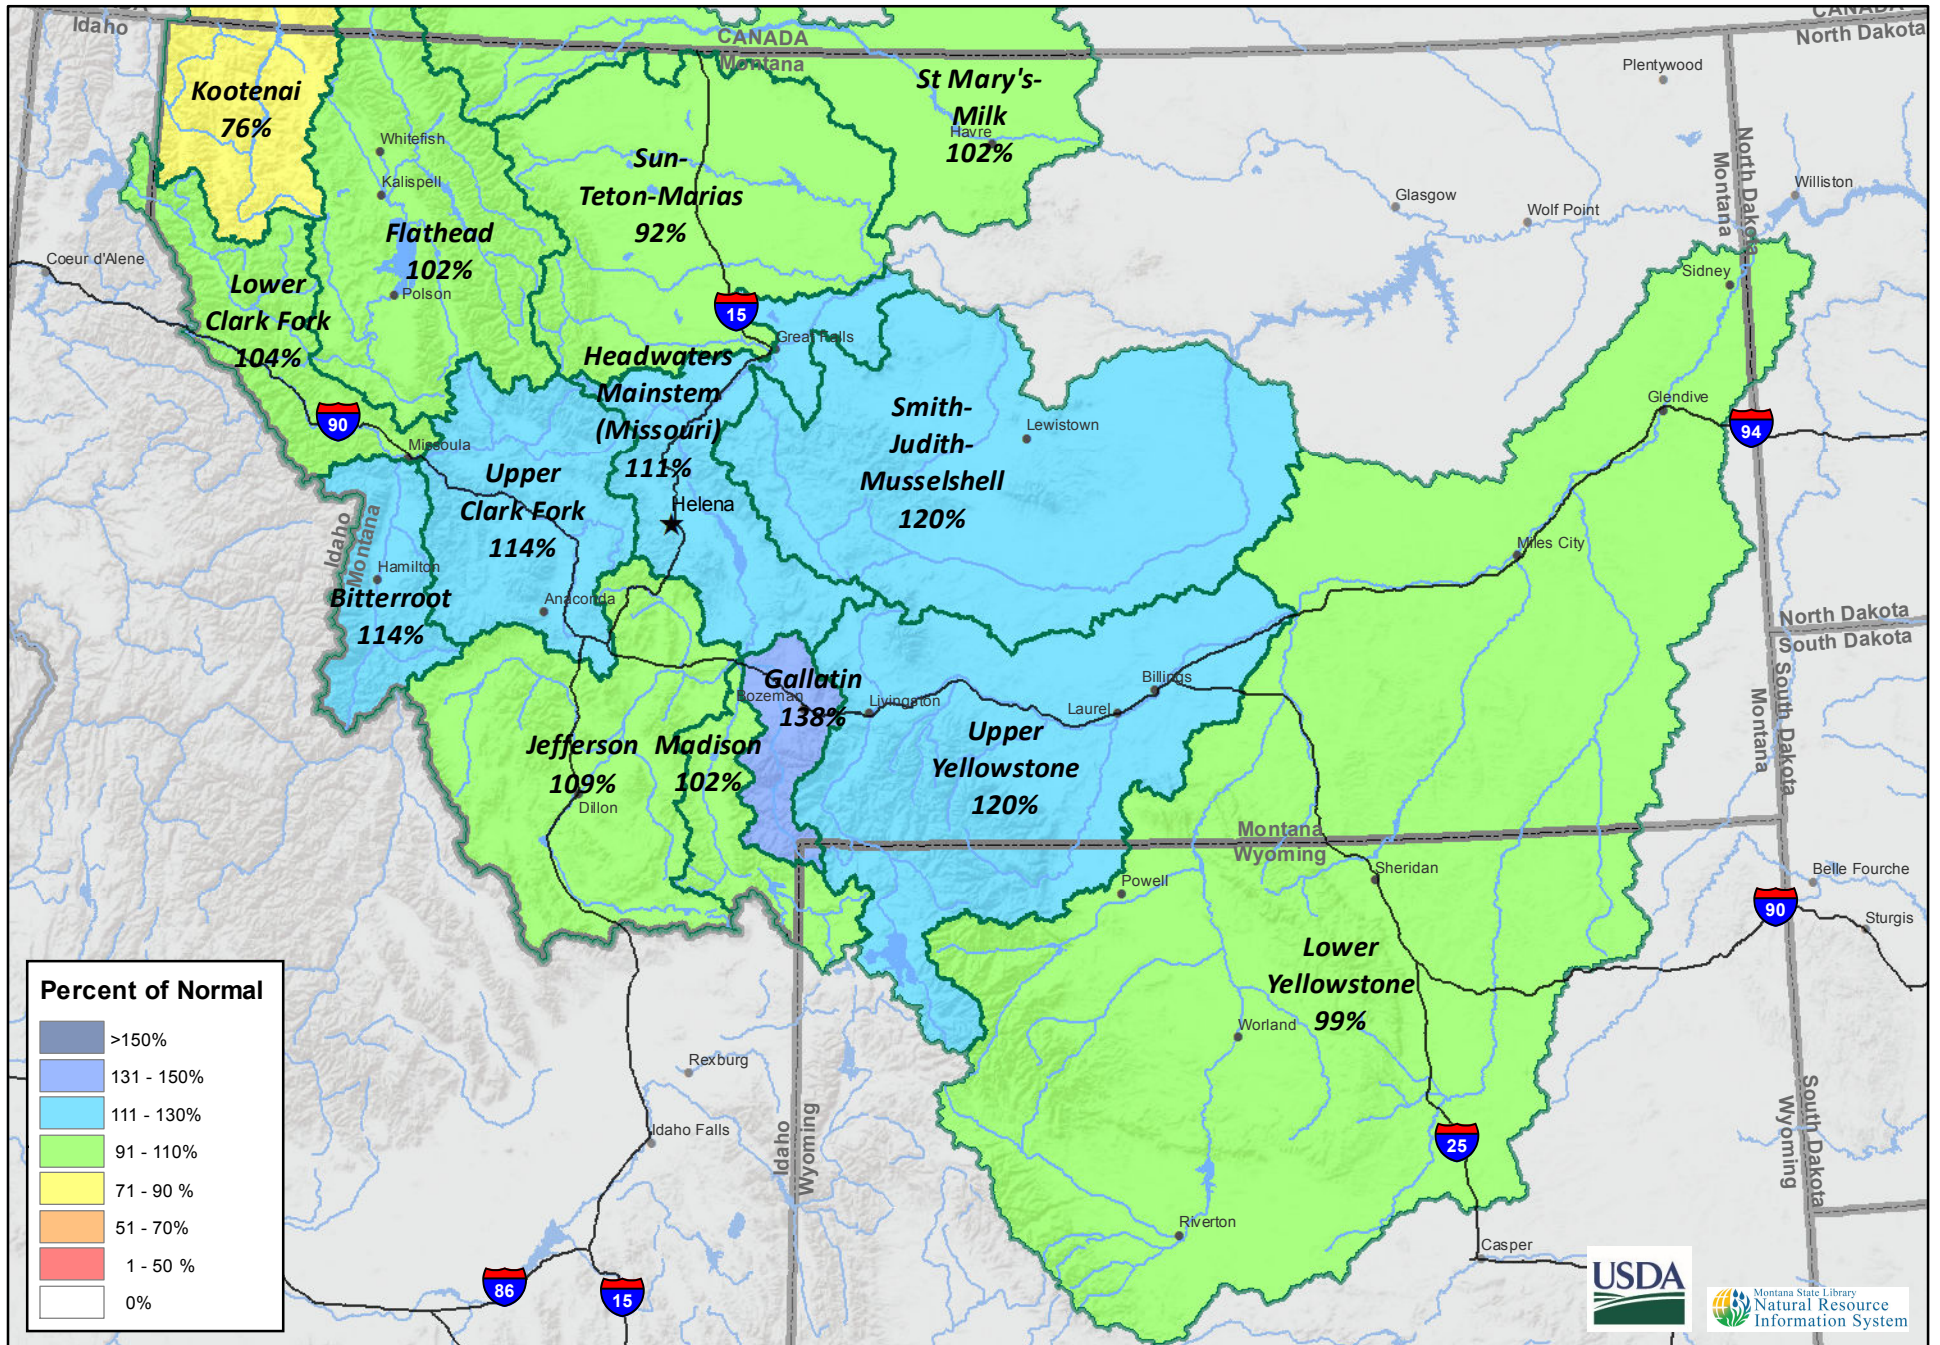 Idaho
CANADA
Montana
CANADA
North Dakota
Kootenai
76%
St Mary's-
Milk
Havre
102%
Plentywood
Whitefish
Kalispell
Sun-
Teton-Marias
92%
North Dakota
Montana
Glasgow
Wolf Point
Williston
Flathead
102%
Polson
Coeur d'Alene
Lower
Clark Fork
104%
Sidney
15
Great Falls
Headwaters
Mainstem
(Missouri)
111%
Helena
Smith-
Judith-
Musselshell
120%
Lewistown
Glendive
94
90
Missoula
Upper
Clark Fork
114%
Idaho
Montana
Hamilton
Bitterroot
114%
Anaconda
Miles City
North Dakota
South Dakota
Gallatin
Bozeman
138%
Livingston
Billings
Laurel
South Dakota
Montana
Jefferson
109%
Dillon
Madison
102%
Upper
Yellowstone
120%
Montana
Wyoming
Powell
Sheridan
Belle Fourche
90
Sturgis
Lower
Yellowstone
99%
Worland
Percent of Normal
>150%
131 - 150%
111 - 130%
91 - 110%
71 - 90 %
51 - 70%
1 - 50 %
0%
Rexburg
Idaho Falls
Idaho
Wyoming
South Dakota
Wyoming
25
Riverton
Casper
86
15
USDA
Montana State Library
Natural Resource
Information System